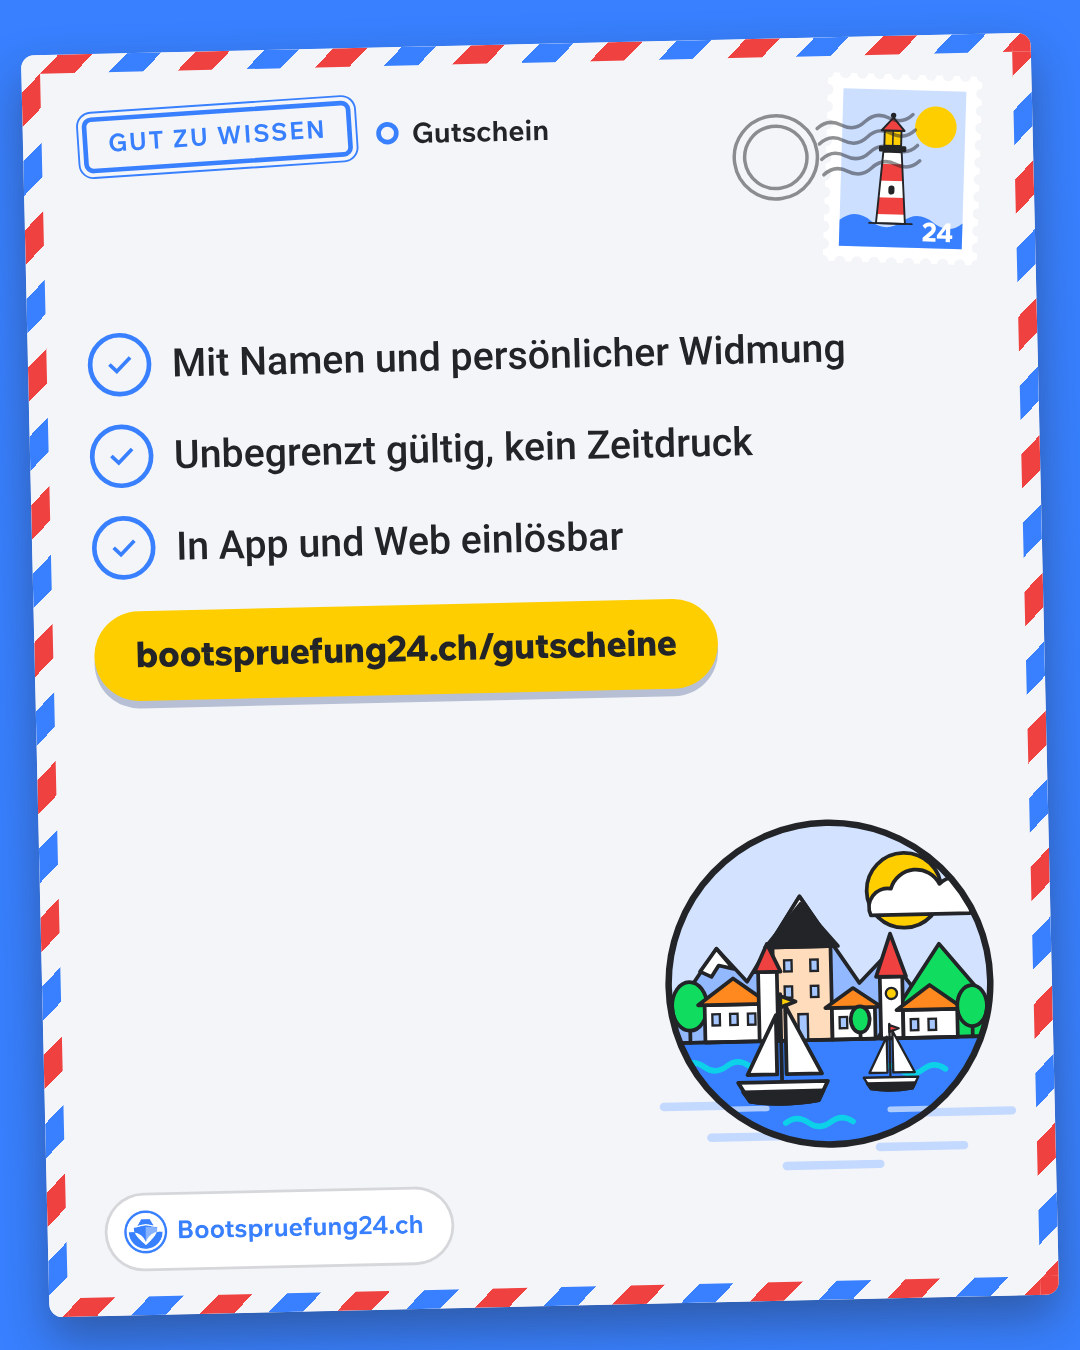 GUT ZU WISSEN
Gutschein
24
Mit Namen und persönlicher Widmung
Unbegrenzt gültig, kein Zeitdruck
In App und Web einlösbar
bootspruefung24.ch/gutscheine
Bootspruefung24.ch